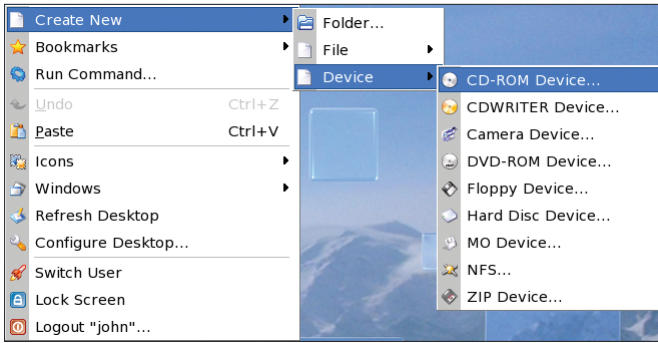 Create New
Bookmarks
Run Command...
Undo Ctrl+Z
Paste Ctrl+V
Icons
Windows
Refresh Desktop
Configure Desktop...
Switch User
Lock Screen
Logout "john"...
Folder...
File
Device
CD-ROM Device...
CDWRITER Device...
Camera Device...
DVD-ROM Device...
Floppy Device...
Hard Disc Device...
MO Device...
NFS...
ZIP Device...